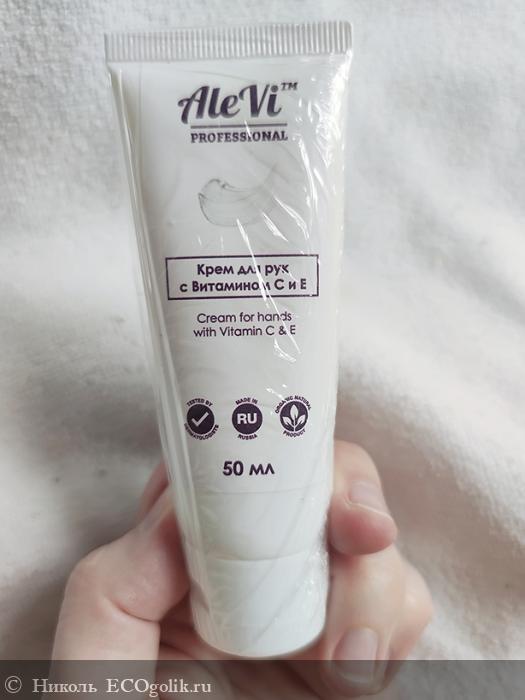 AleVi™
PROFESSIONAL
Крем для рук
с Витамином С и Е
Cream for hands
with Vitamin C & E
TESTED BY
DERMATOLOGISTS
MADE IN
RU
RUSSIA
ORGANIC NATURAL
PRODUCT
50 мл
© Николь ECOgolik.ru